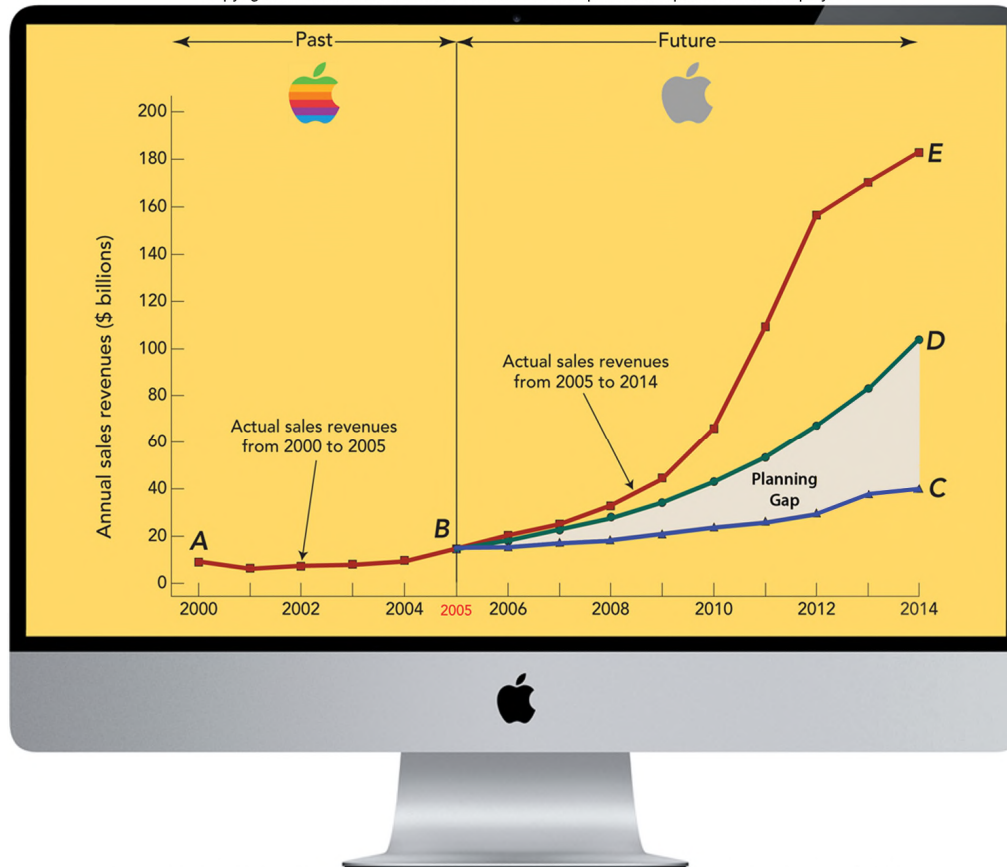 Past
Future
200
180
160
140
120
100
80
60
40
20
0
Annual sales revenues ($ billions)
E
D
C
Actual sales revenues
from 2005 to 2014
Actual sales revenues
from 2000 to 2005
Planning
Gap
A
B
2000 2002 2004 2005 2006 2008 2010 2012 2014